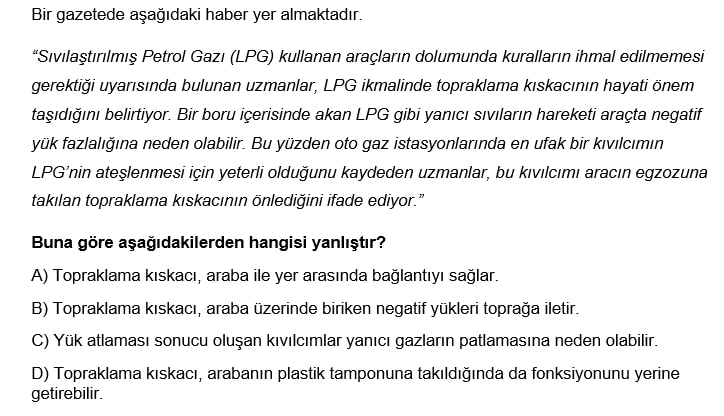 Bir gazetede aşağıdaki haber yer almaktadır.
“Sıvılaştırılmış Petrol Gazı (LPG) kullanan araçların dolumunda kuralların ihmal edilmemesi
gerektiği uyarısında bulunan uzmanlar, LPG ikmalinde topraklama kıskacının hayati önem
taşıdığını belirtiyor. Bir boru içerisinde akan LPG gibi yanıcı sıvıların hareketi araçta negatif
yük fazlalığına neden olabilir. Bu yüzden oto gaz istasyonlarında en ufak bir kıvılcımın
LPG’nin ateşlenmesi için yeterli olduğunu kaydeden uzmanlar, bu kıvılcımı aracın egzozuna
takılan topraklama kıskacının önlediğini ifade ediyor.”
Buna göre aşağıdakilerden hangisi yanlıştır?
A) Topraklama kıskacı, araba ile yer arasında bağlantıyı sağlar.
B) Topraklama kıskacı, araba üzerinde biriken negatif yükleri toprağa iletir.
C) Yük atlaması sonucu oluşan kıvılcımlar yanıcı gazların patlamasına neden olabilir.
D) Topraklama kıskacı, arabanın plastik tamponuna takıldığında da fonksiyonunu yerine
getirebilir.